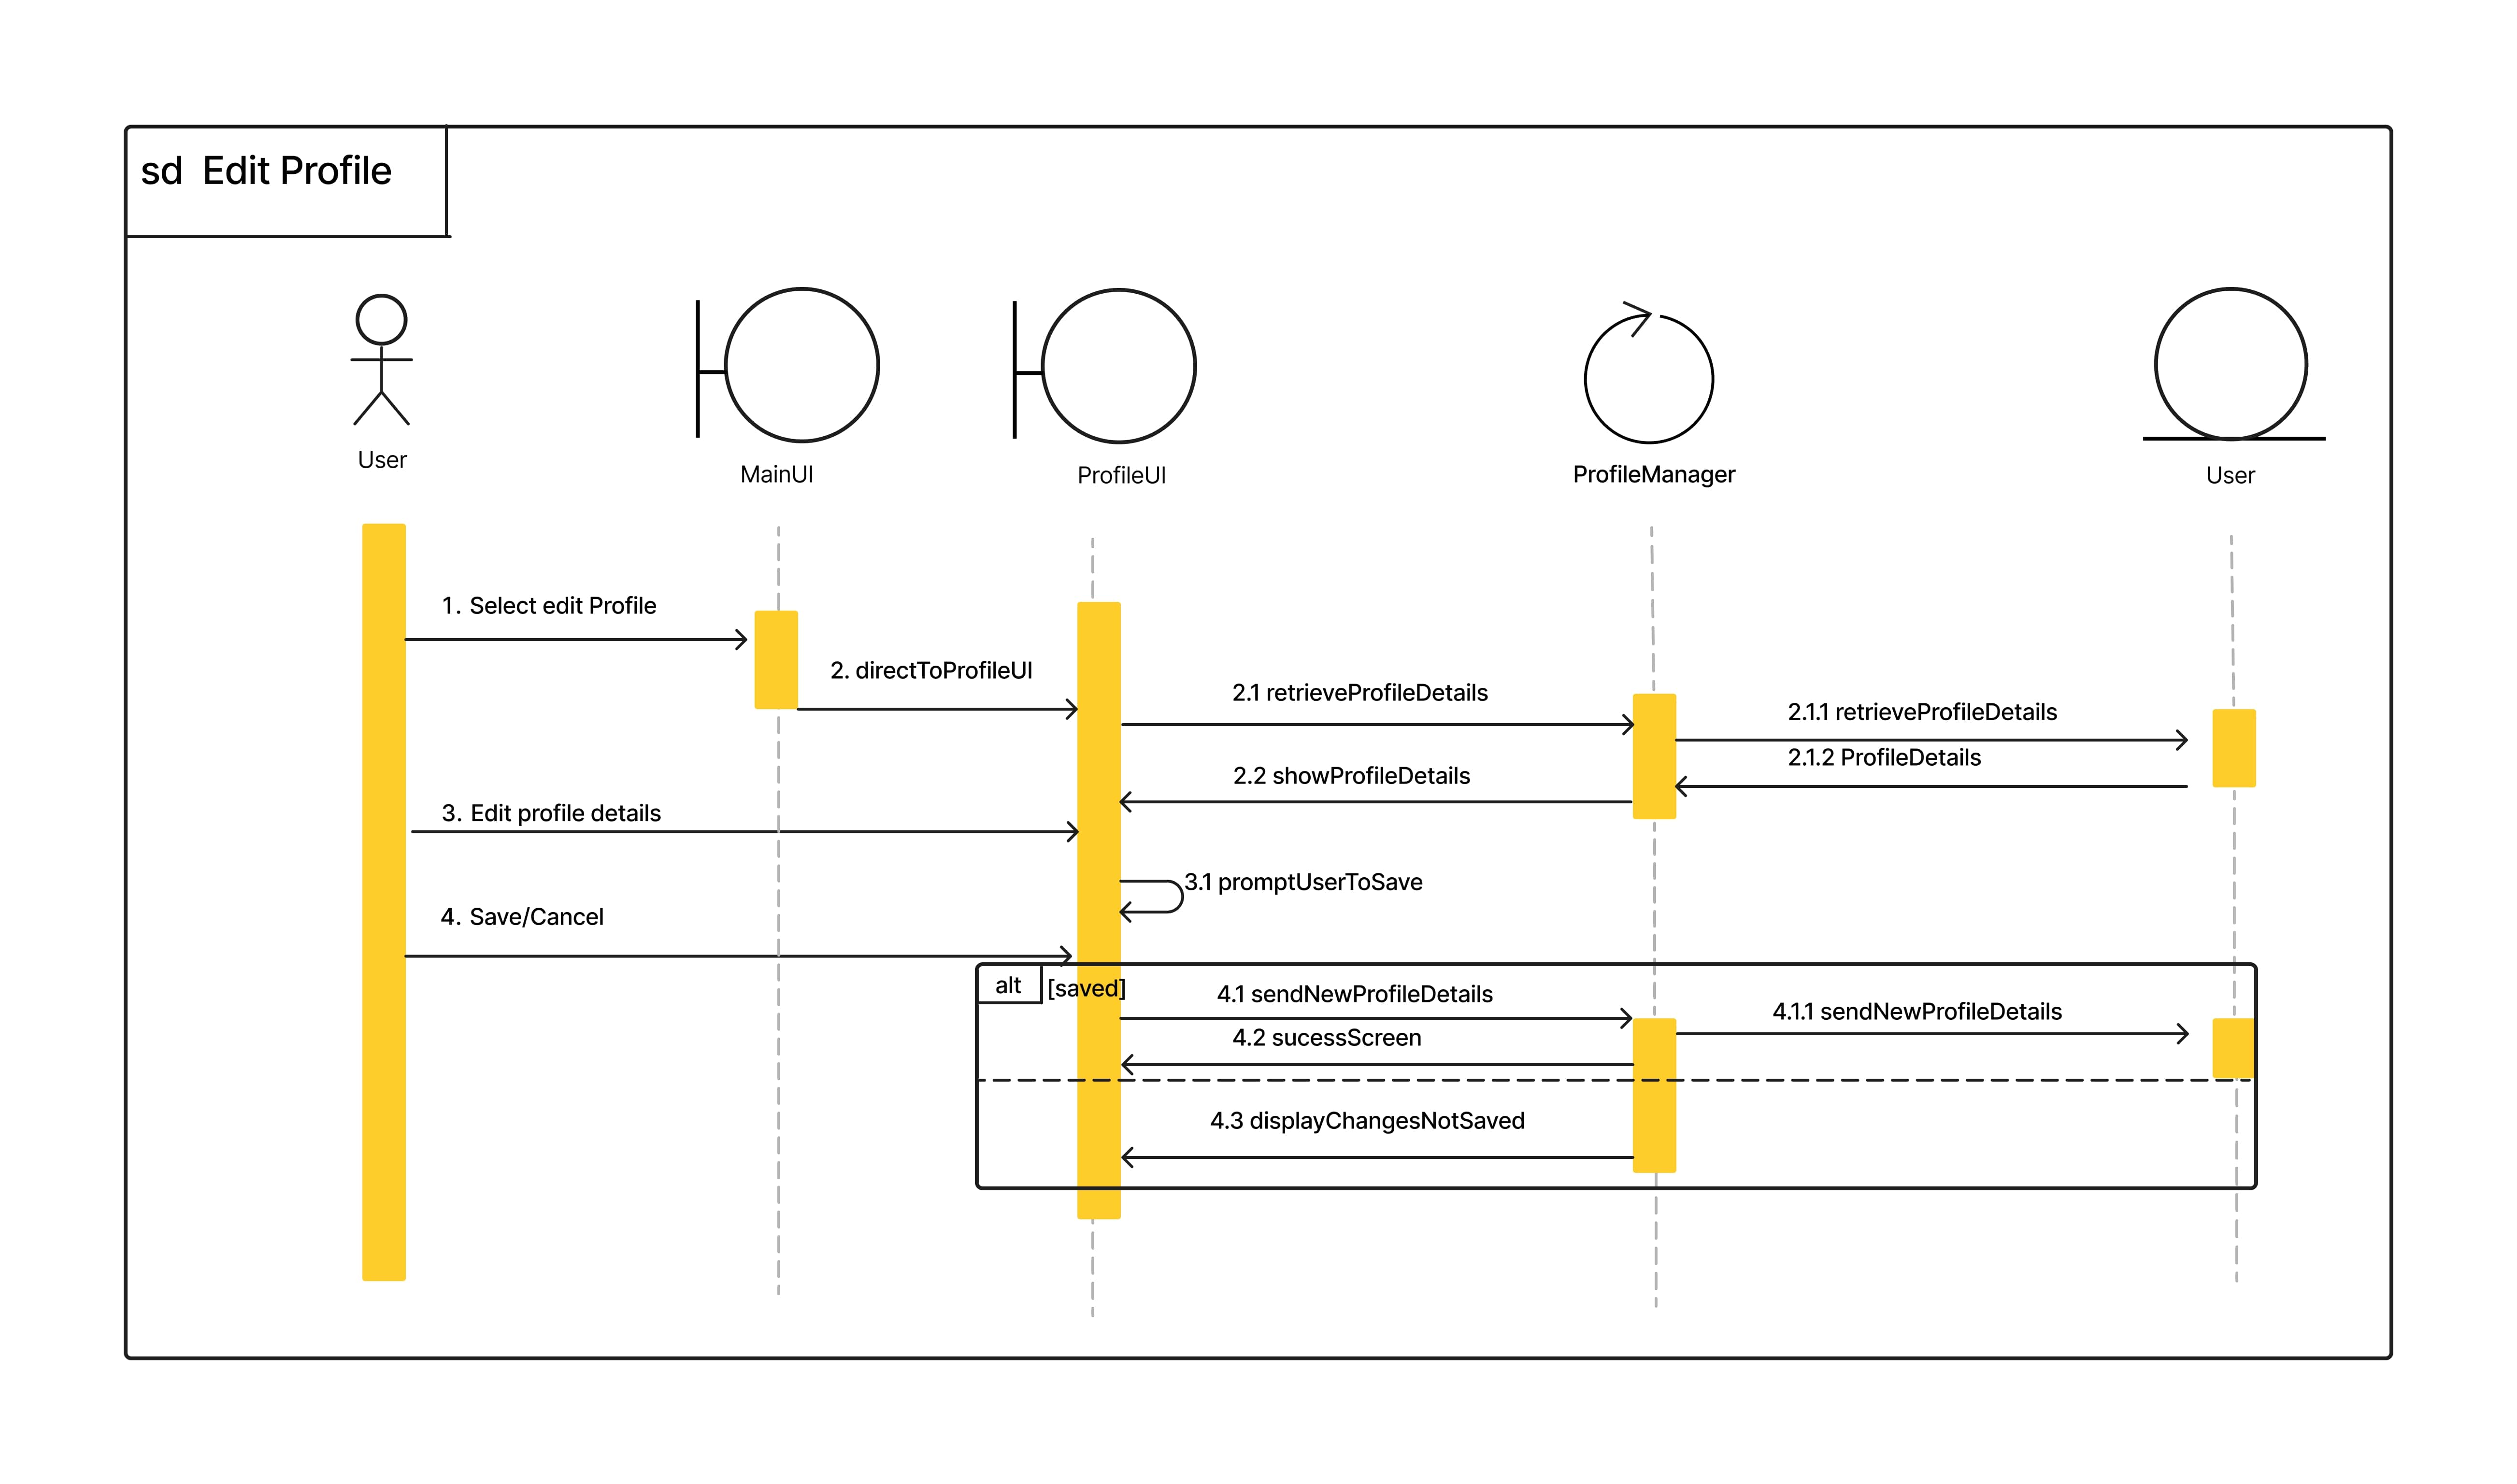 sd Edit Profile
User
MainUI
ProfileUI
ProfileManager
User
1. Select edit Profile
2. directToProfileUI
2.1 retrieveProfileDetails
2.1.1 retrieveProfileDetails
2.1.2 ProfileDetails
2.2 showProfileDetails
3. Edit profile details
3.1 promptUserToSave
4. Save/Cancel
alt [saved]
4.1 sendNewProfileDetails
4.1.1 sendNewProfileDetails
4.2 sucessScreen
4.3 displayChangesNotSaved